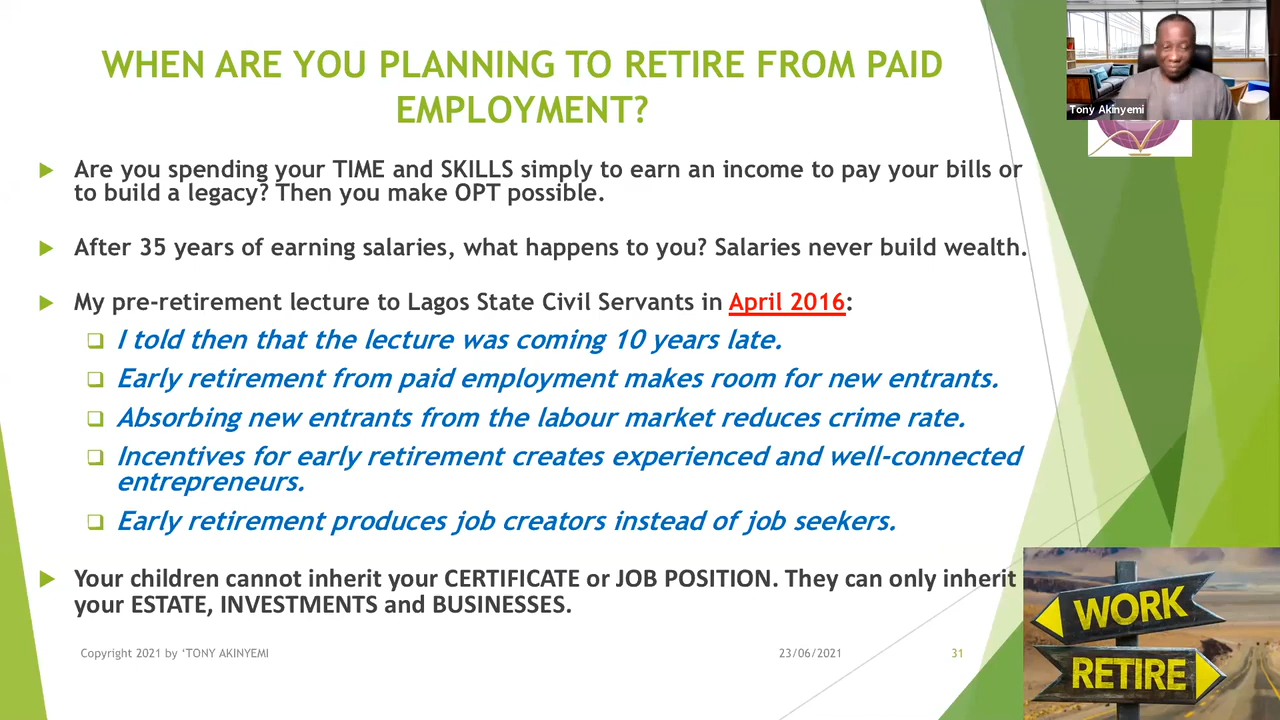 WHEN ARE YOU PLANNING TO RETIRE FROM PAID
EMPLOYMENT?
Tony Akinyemi
Are you spending your TIME and SKILLS simply to earn an income to pay your bills or
to build a legacy? Then you make OPT possible.
After 35 years of earning salaries, what happens to you? Salaries never build wealth.
My pre-retirement lecture to Lagos State Civil Servants in April 2016:
I told then that the lecture was coming 10 years late.
Early retirement from paid employment makes room for new entrants.
Absorbing new entrants from the labour market reduces crime rate.
Incentives for early retirement creates experienced and well-connected
entrepreneurs.
Early retirement produces job creators instead of job seekers.
Your children cannot inherit your CERTIFICATE or JOB POSITION. They can only inherit
your ESTATE, INVESTMENTS and BUSINESSES.
WORK
RETIRE
Copyright 2021 by ‘TONY AKINYEMI
23/06/2021
31